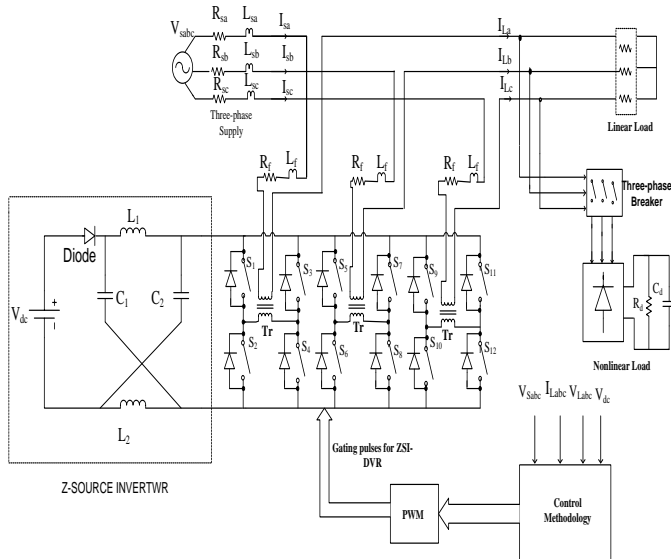 V_sabc
R_sa
L_sa
I_sa
R_sb
L_sb
I_sb
R_sc
L_sc
I_sc
Three-phase
Supply
I_La
I_Lb
I_Lc
Linear Load
R_f
L_f
R_f
L_f
R_f
L_f
Three-phase
Breaker
L_1
Diode
V_dc
+
C_1
C_2
L_2
S_1
S_3
S_5
S_7
S_9
S_11
Tr
Tr
Tr
S_2
S_4
S_6
S_8
S_10
S_12
R_d
C_d
Nonlinear Load
V_Sabc
I_Labc
V_Labc
V_dc
Gating pulses for ZSI-
DVR
Z-SOURCE INVERTWR
PWM
Control
Methodology